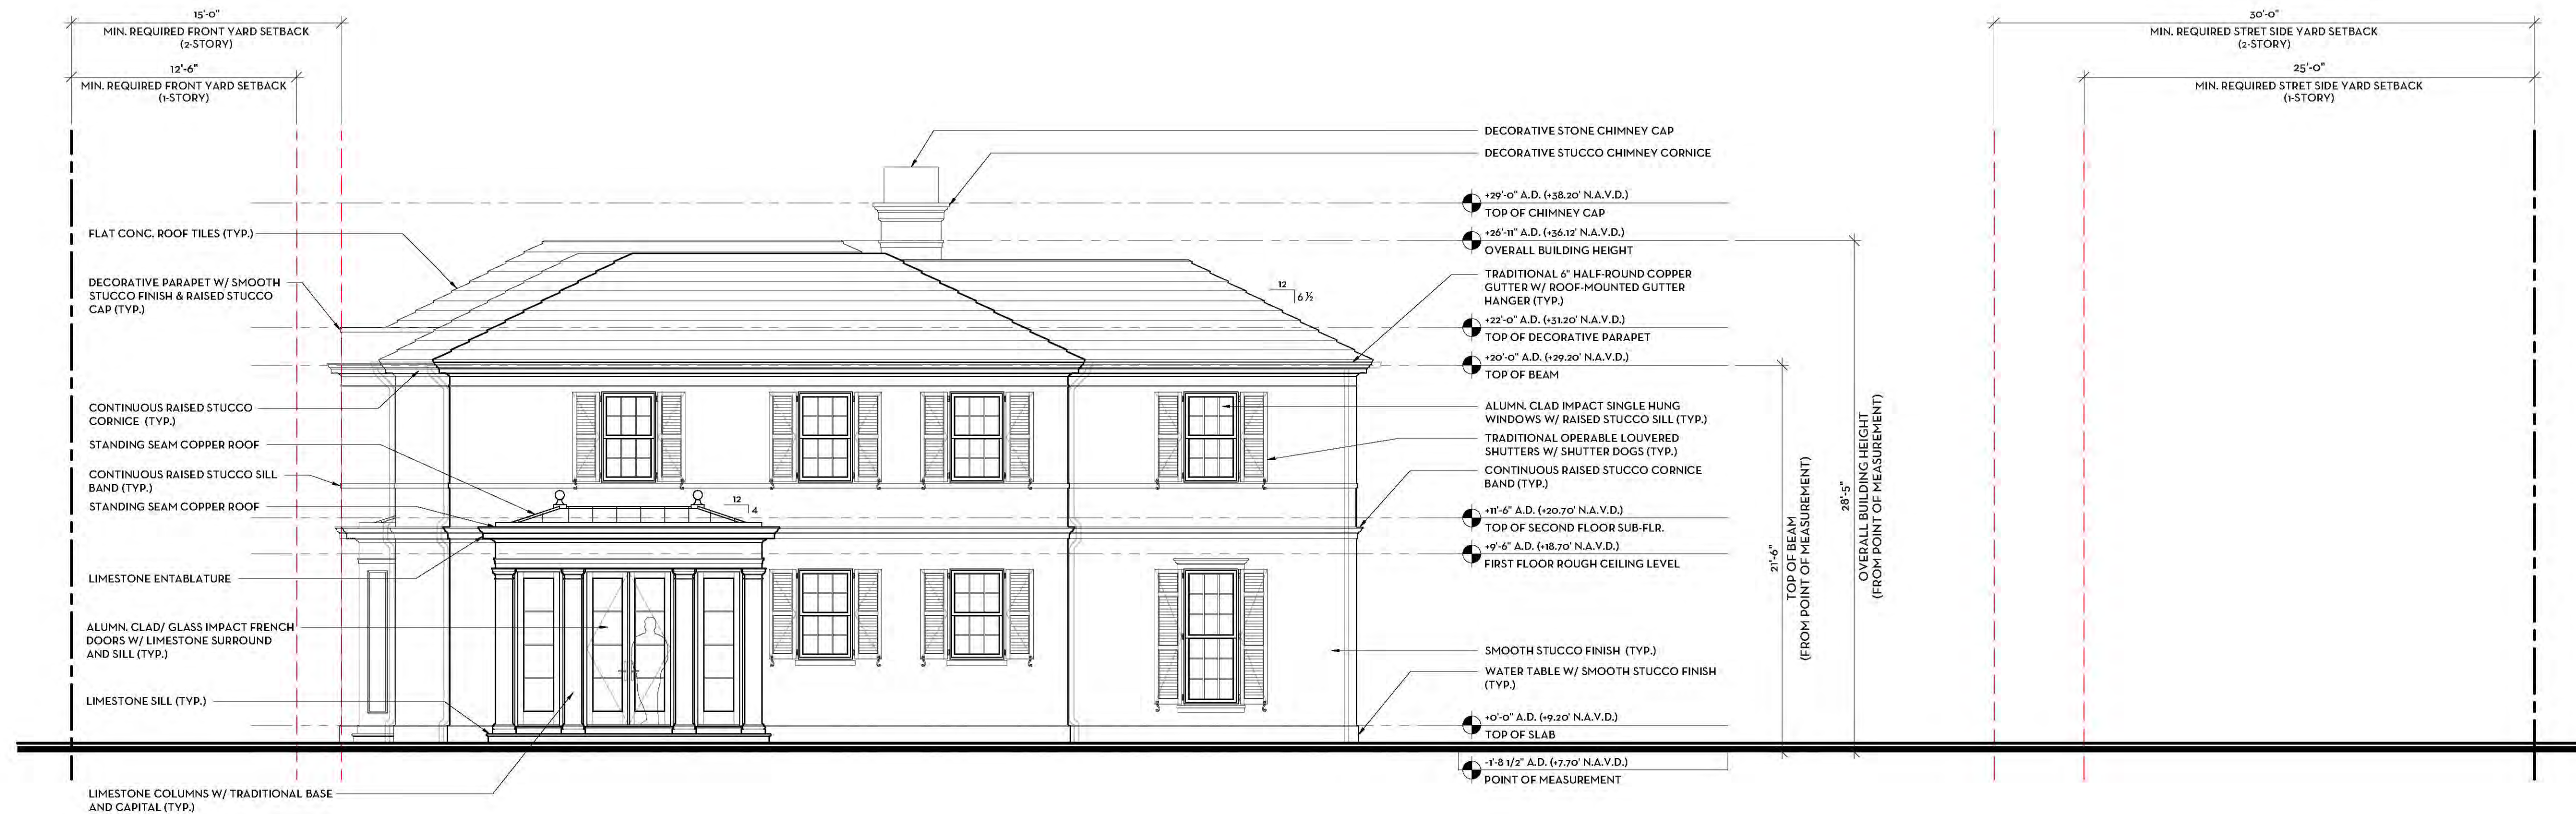 15'-0"
MIN. REQUIRED FRONT YARD SETBACK
(2-STORY)
12'-6"
MIN. REQUIRED FRONT YARD SETBACK
(1-STORY)
30'-0"
MIN. REQUIRED STRET SIDE YARD SETBACK
(2-STORY)
25'-0"
MIN. REQUIRED STRET SIDE YARD SETBACK
(1-STORY)
FLAT CONC. ROOF TILES (TYP.)
DECORATIVE PARAPET W/ SMOOTH
STUCCO FINISH & RAISED STUCCO
CAP (TYP.)
CONTINUOUS RAISED STUCCO
CORNICE (TYP.)
STANDING SEAM COPPER ROOF
CONTINUOUS RAISED STUCCO SILL
BAND (TYP.)
STANDING SEAM COPPER ROOF
LIMESTONE ENTABLATURE
ALUMN. CLAD/ GLASS IMPACT FRENCH
DOORS W/ LIMESTONE SURROUND
AND SILL (TYP.)
LIMESTONE SILL (TYP.)
LIMESTONE COLUMNS W/ TRADITIONAL BASE
AND CAPITAL (TYP.)
12
4
12
6 ½
DECORATIVE STONE CHIMNEY CAP
DECORATIVE STUCCO CHIMNEY CORNICE
+29'-0" A.D. (+38.20' N.A.V.D.)
TOP OF CHIMNEY CAP
+26'-11" A.D. (+36.12' N.A.V.D.)
OVERALL BUILDING HEIGHT
TRADITIONAL 6" HALF-ROUND COPPER
GUTTER W/ ROOF-MOUNTED GUTTER
HANGER (TYP.)
+22'-0" A.D. (+31.20' N.A.V.D.)
TOP OF DECORATIVE PARAPET
+20'-0" A.D. (+29.20' N.A.V.D.)
TOP OF BEAM
ALUMN. CLAD IMPACT SINGLE HUNG
WINDOWS W/ RAISED STUCCO SILL (TYP.)
TRADITIONAL OPERABLE LOUVERED
SHUTTERS W/ SHUTTER DOGS (TYP.)
CONTINUOUS RAISED STUCCO CORNICE
BAND (TYP.)
+11'-6" A.D. (+20.70' N.A.V.D.)
TOP OF SECOND FLOOR SUB-FLR.
+9'-6" A.D. (+18.70' N.A.V.D.)
FIRST FLOOR ROUGH CEILING LEVEL
SMOOTH STUCCO FINISH (TYP.)
WATER TABLE W/ SMOOTH STUCCO FINISH
(TYP.)
+0'-0" A.D. (+9.20' N.A.V.D.)
TOP OF SLAB
-1'-8 1/2" A.D. (+7.70' N.A.V.D.)
POINT OF MEASUREMENT
21'-6"
TOP OF BEAM
(FROM POINT OF MEASUREMENT)
28'-5"
OVERALL BUILDING HEIGHT
(FROM POINT OF MEASUREMENT)